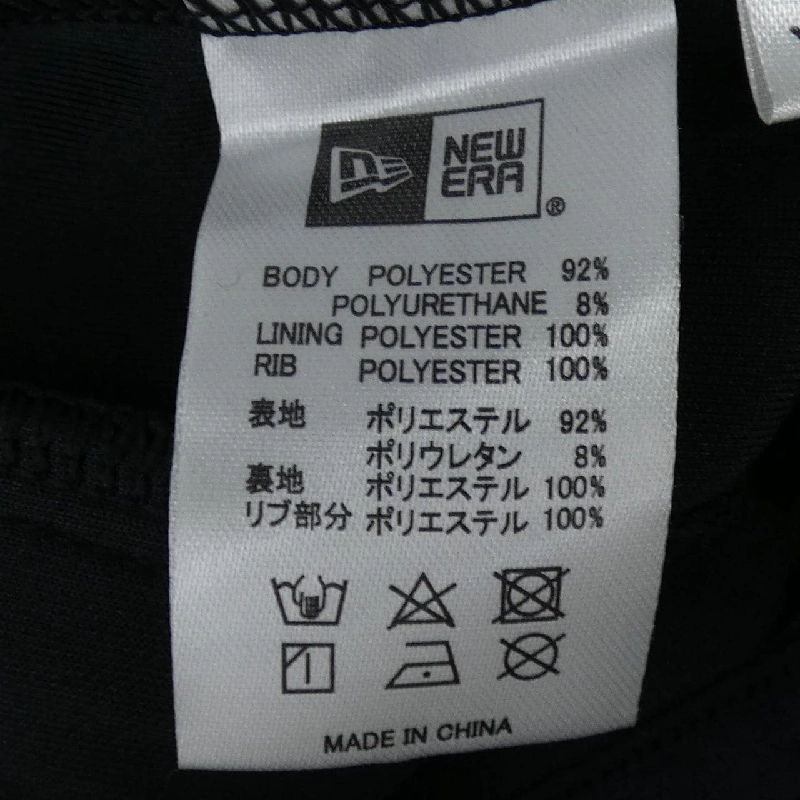 NEW
ERA
®
BODY POLYESTER 92%
POLYURETHANE 8%
LINING POLYESTER 100%
RIB POLYESTER 100%
表地 ポリエステル 92%
ポリウレタン 8%
裏地 ポリエステル 100%
リブ部分 ポリエステル 100%
MADE IN CHINA